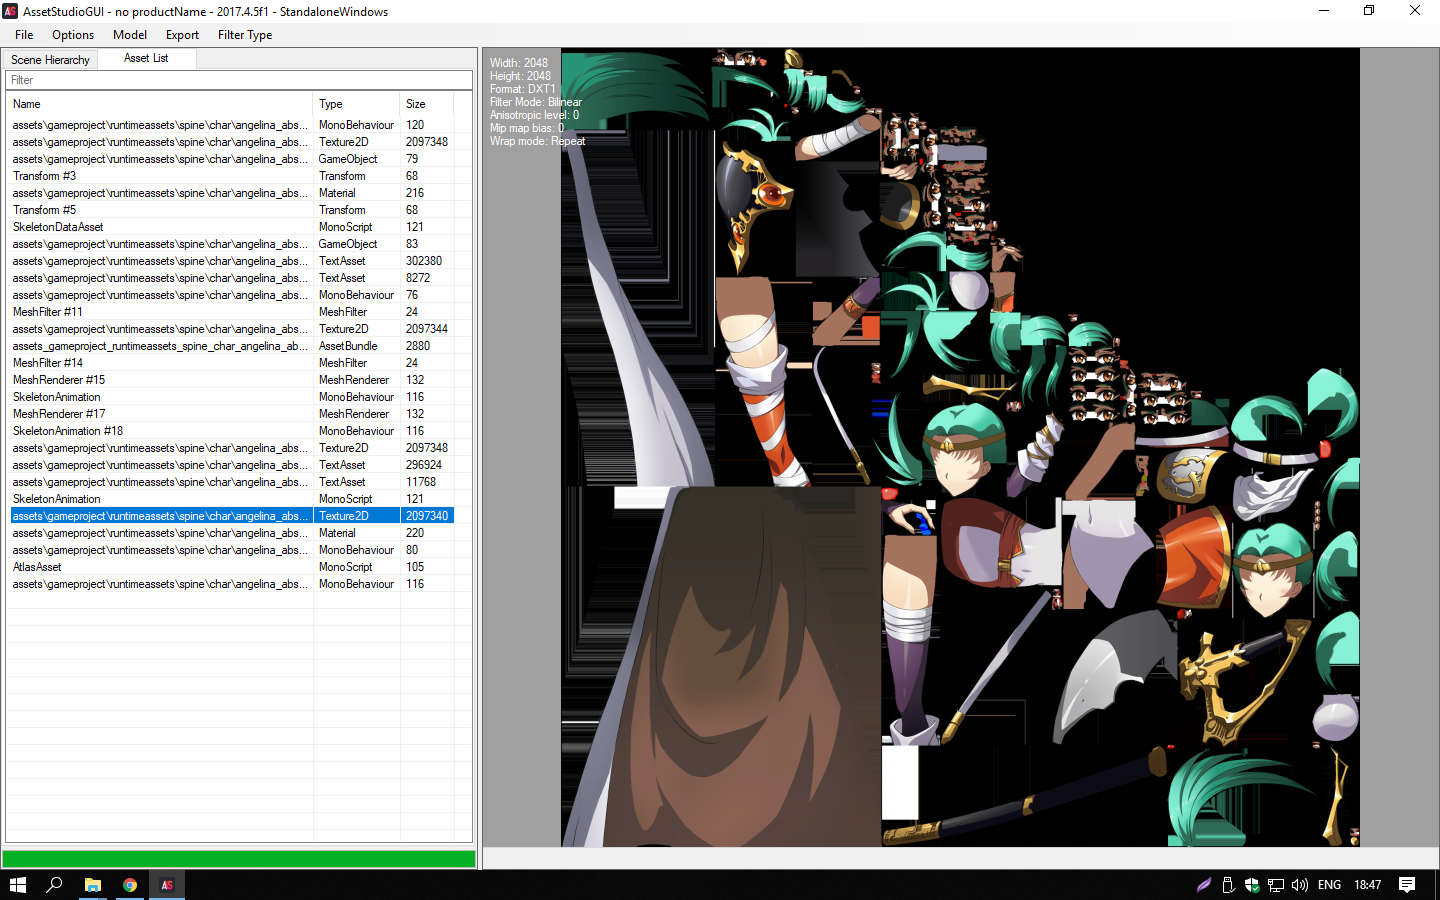 AssetStudioGUI - no productName - 2017.4.5f1 - StandaloneWindows
File Options Model Export Filter Type
Scene Hierarchy Asset List
Filter
Name Type Size
assets\gameproject\runtimeassets\spine\char\angelina_abs... MonoBehaviour 120
assets\gameproject\runtimeassets\spine\char\angelina_abs... Texture2D 2097348
assets\gameproject\runtimeassets\spine\char\angelina_abs... GameObject 79
Transform #3 Transform 68
assets\gameproject\runtimeassets\spine\char\angelina_abs... Material 216
Transform #5 Transform 68
SkeletonDataAsset MonoScript 121
assets\gameproject\runtimeassets\spine\char\angelina_abs... GameObject 83
assets\gameproject\runtimeassets\spine\char\angelina_abs... TextAsset 302380
assets\gameproject\runtimeassets\spine\char\angelina_abs... TextAsset 8272
assets\gameproject\runtimeassets\spine\char\angelina_abs... MonoBehaviour 76
MeshFilter #11 MeshFilter 24
assets\gameproject\runtimeassets\spine\char\angelina_abs... Texture2D 2097344
assets_gameproject_runtimeassets_spine_char_angelina_ab... AssetBundle 2880
MeshFilter #14 MeshFilter 24
MeshRenderer #15 MeshRenderer 132
SkeletonAnimation MonoBehaviour 116
MeshRenderer #17 MeshRenderer 132
SkeletonAnimation #18 MonoBehaviour 116
assets\gameproject\runtimeassets\spine\char\angelina_abs... Texture2D 2097348
assets\gameproject\runtimeassets\spine\char\angelina_abs... TextAsset 296924
assets\gameproject\runtimeassets\spine\char\angelina_abs... TextAsset 11768
SkeletonAnimation MonoScript 121
assets\gameproject\runtimeassets\spine\char\angelina_abs... Texture2D 2097340
assets\gameproject\runtimeassets\spine\char\angelina_abs... Material 220
assets\gameproject\runtimeassets\spine\char\angelina_abs... MonoBehaviour 80
AtlasAsset MonoScript 105
assets\gameproject\runtimeassets\spine\char\angelina_abs... MonoBehaviour 116
Width: 2048
Height: 2048
Format: DXT1
Filter Mode: Bilinear
Anisotropic level: 0
Mip map bias: 0
Wrap mode: Repeat
ENG 18:47